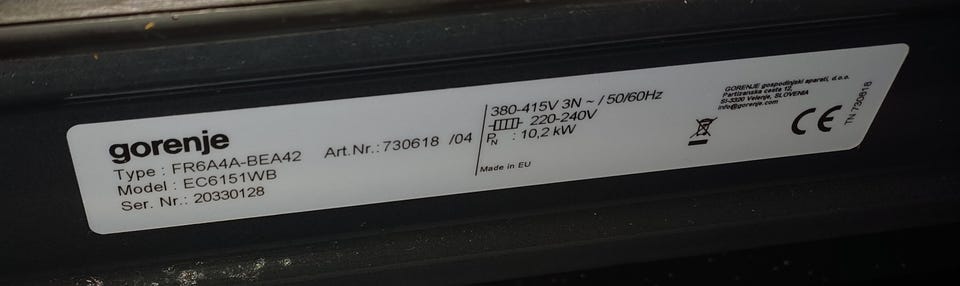 gorenje
Type : FR6A4A-BEA42
Model : EC6151WB
Ser. Nr.: 20330128
Art.Nr.: 730618 /04
380-415V 3N ~ / 50/60Hz
220-240V
PN : 10,2 kW
Made in EU
GORENJE gospodinjski aparati, d.o.o.
Partizanska cesta 12,
SI-3320 Velenje, SLOVENIA
info@gorenje.com
CE
TN 730618